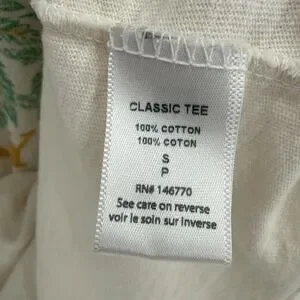 CLASSIC TEE
100% COTTON
100% COTON
S
P
RN# 146770
See care on reverse
voir le soin sur inverse